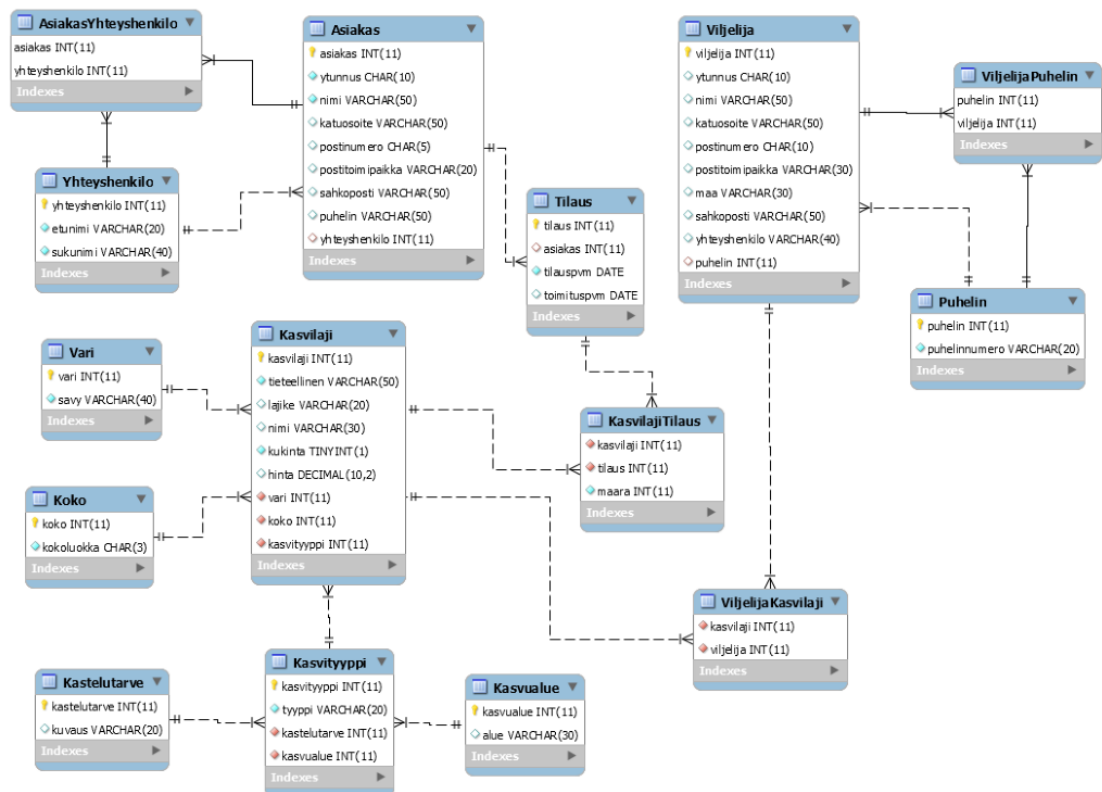 AsiakasYhteyshenkilo
asiakas INT(11)
yhteyshenkilo INT(11)
Indexes
Asiakas
asiakas INT(11)
ytunnus CHAR(10)
nimi VARCHAR(50)
katuosoite VARCHAR(50)
postinumero CHAR(5)
postitoimipaikka VARCHAR(20)
sahkoposti VARCHAR(50)
puhelin VARCHAR(50)
yhteyshenkilo INT(11)
Indexes
Viljelija
viljelija INT(11)
ytunnus CHAR(10)
nimi VARCHAR(50)
katuosoite VARCHAR(50)
postinumero CHAR(10)
postitoimipaikka VARCHAR(30)
maa VARCHAR(30)
sahkoposti VARCHAR(50)
yhteyshenkilo VARCHAR(40)
puhelin INT(11)
Indexes
ViljelijaPuhelin
puhelin INT(11)
viljelija INT(11)
Indexes
Yhteyshenkilo
yhteyshenkilo INT(11)
etunimi VARCHAR(20)
sukunimi VARCHAR(40)
Indexes
Tilaus
tilaus INT(11)
asiakas INT(11)
tilauspvm DATE
toimituspvm DATE
Indexes
Puhelin
puhelin INT(11)
puhelinnumero VARCHAR(20)
Indexes
Vari
vari INT(11)
savy VARCHAR(40)
Indexes
Kasvilaji
kasvilaji INT(11)
tieteellinen VARCHAR(50)
lajike VARCHAR(20)
nimi VARCHAR(30)
kukinta TINYINT(1)
hinta DECIMAL(10,2)
vari INT(11)
koko INT(11)
kasvityyppi INT(11)
Indexes
KasvilajiTilaus
kasvilaji INT(11)
tilaus INT(11)
maara INT(11)
Indexes
Koko
koko INT(11)
kokoluokka CHAR(3)
Indexes
ViljelijaKasvilaji
kasvilaji INT(11)
viljelija INT(11)
Indexes
Kastelutarve
kastelutarve INT(11)
kuvaus VARCHAR(20)
Indexes
Kasvityyppi
kasvityyppi INT(11)
tyyppi VARCHAR(20)
kastelutarve INT(11)
kasvualue INT(11)
Indexes
Kasvualue
kasvualue INT(11)
alue VARCHAR(30)
Indexes